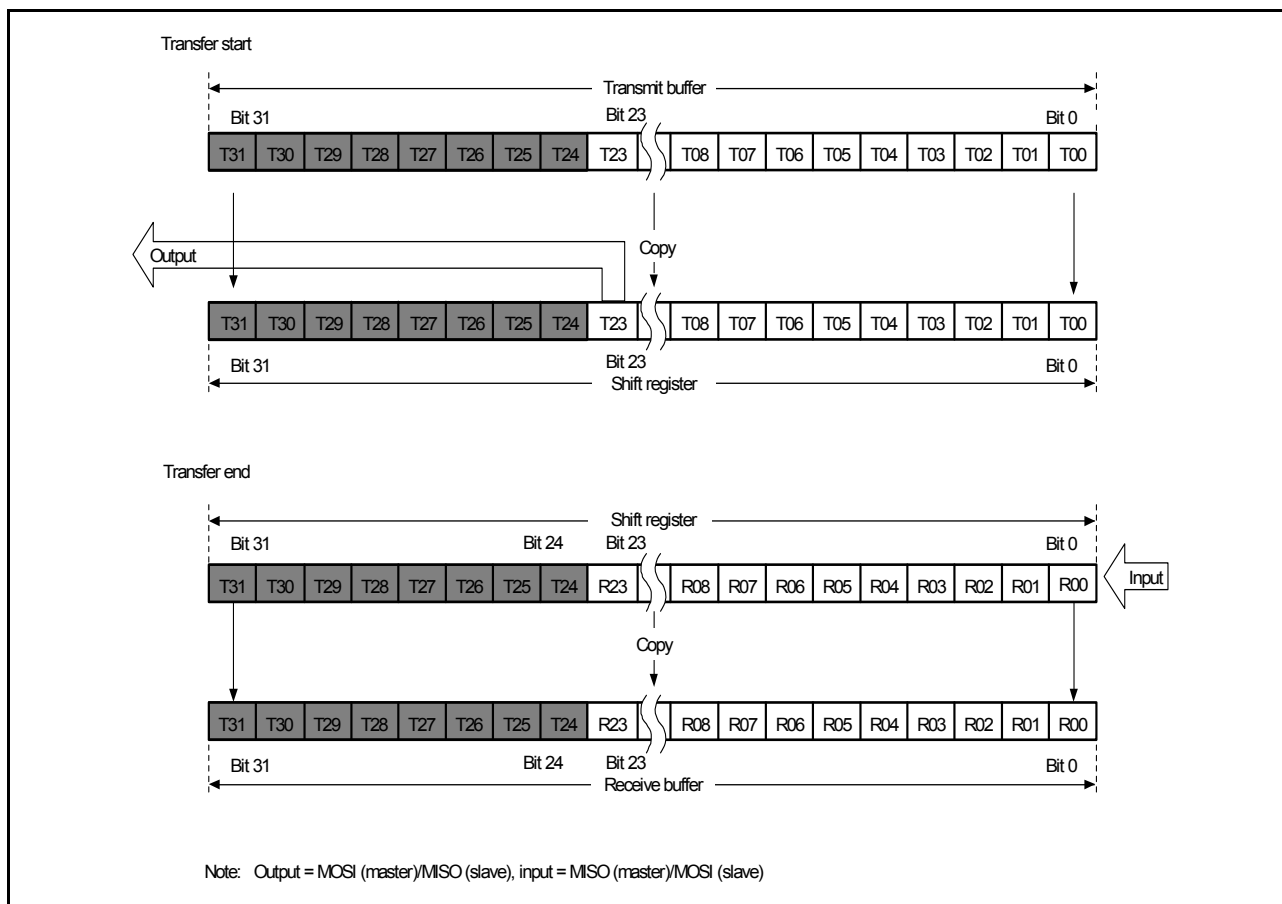 Transfer start
Transmit buffer
Bit 31 Bit 23 Bit 0
T31 T30 T29 T28 T27 T26 T25 T24 T23 T08 T07 T06 T05 T04 T03 T02 T01 T00
Output Copy
T31 T30 T29 T28 T27 T26 T25 T24 T23 T08 T07 T06 T05 T04 T03 T02 T01 T00
Bit 31 Bit 23 Bit 0
Shift register
Transfer end
Shift register
Bit 31 Bit 24 Bit 23 Bit 0
T31 T30 T29 T28 T27 T26 T25 T24 R23 R08 R07 R06 R05 R04 R03 R02 R01 R00 Input
Copy
T31 T30 T29 T28 T27 T26 T25 T24 R23 R08 R07 R06 R05 R04 R03 R02 R01 R00
Bit 31 Bit 24 Bit 23 Bit 0
Receive buffer
Note: Output = MOSI (master)/MISO (slave), input = MISO (master)/MOSI (slave)